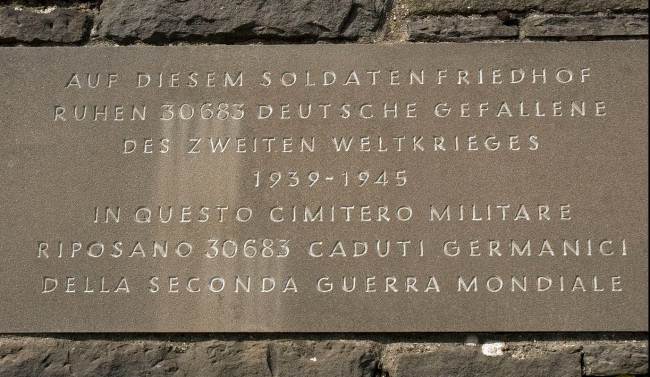 AUF DIESEM SOLDATENFRIEDHOF
RUHEN 30683 DEUTSCHE GEFALLENE
DES ZWEITEN WELTKRIEGES
1939-1945
IN QUESTO CIMITERO MILITARE
RIPOSANO 30683 CADUTI GERMANICI
DELLA SECONDA GUERRA MONDIALE